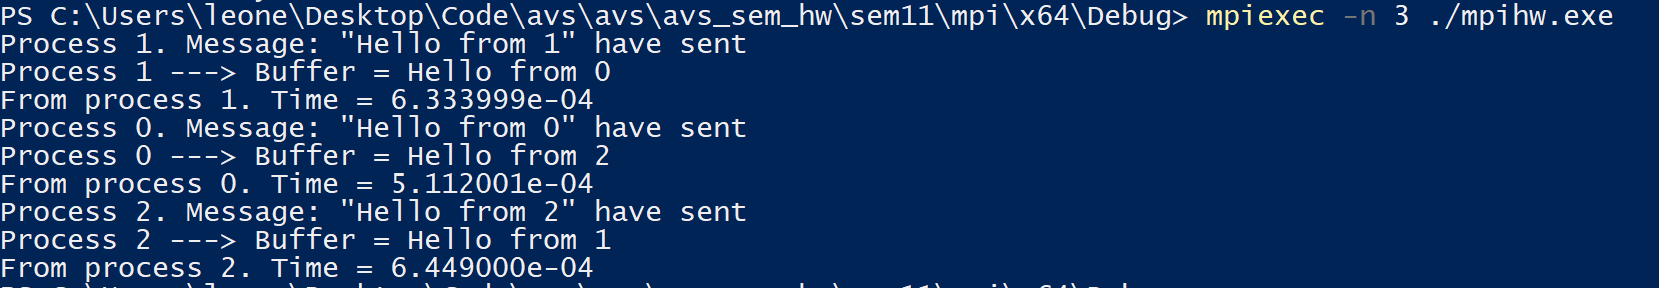 PS C:\Users\leone\Desktop\Code\avs\avs\avs_sem_hw\sem11\mpi\x64\Debug> mpiexec -n 3 ./mpihw.exe
Process 1. Message: "Hello from 1" have sent
Process 1 ---> Buffer = Hello from 0
From process 1. Time = 6.333999e-04
Process 0. Message: "Hello from 0" have sent
Process 0 ---> Buffer = Hello from 2
From process 0. Time = 5.112001e-04
Process 2. Message: "Hello from 2" have sent
Process 2 ---> Buffer = Hello from 1
From process 2. Time = 6.449000e-04